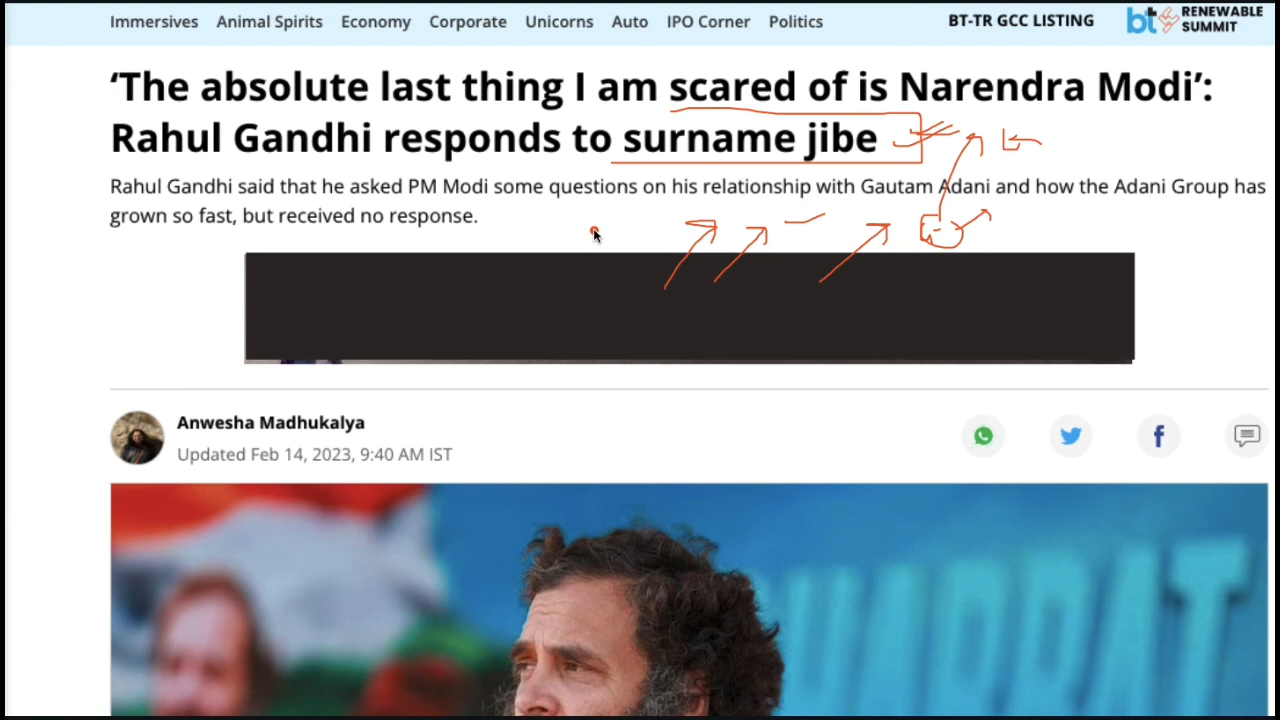 Immersives Animal Spirits Economy Corporate Unicorns Auto IPO Corner Politics BT-TR GCC LISTING bt RENEWABLE SUMMIT
‘The absolute last thing I am scared of is Narendra Modi’:
Rahul Gandhi responds to surname jibe
Rahul Gandhi said that he asked PM Modi some questions on his relationship with Gautam Adani and how the Adani Group has
grown so fast, but received no response.
Anwesha Madhukalya
Updated Feb 14, 2023, 9:40 AM IST